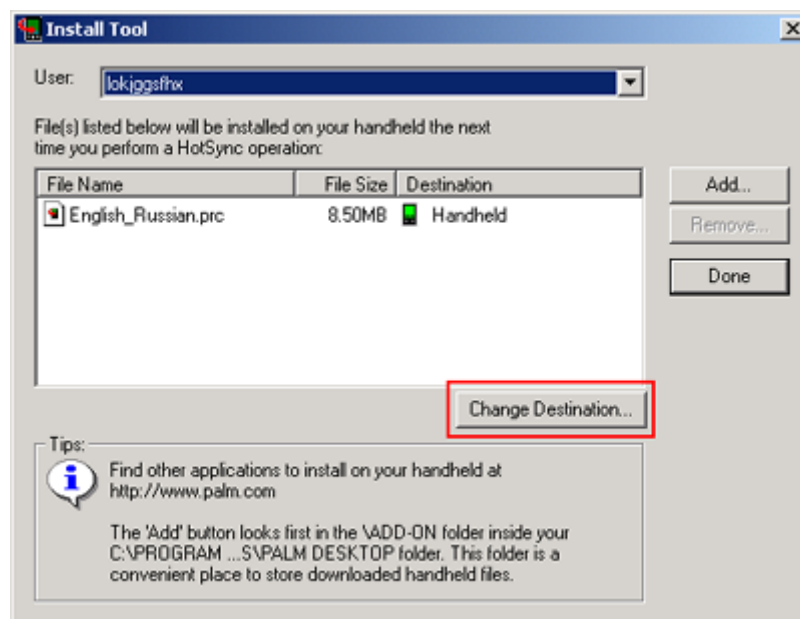 Install Tool
User: lokjggsfhx
File(s) listed below will be installed on your handheld the next
time you perform a HotSync operation:
File Name File Size Destination
English_Russian.prc 8.50MB Handheld
Add...
Remove...
Done
Change Destination...
Tips:
Find other applications to install on your handheld at
http://www.palm.com
The 'Add' button looks first in the \ADD-ON folder inside your
C:\PROGRAM ...S\PALM DESKTOP folder. This folder is a
convenient place to store downloaded handheld files.